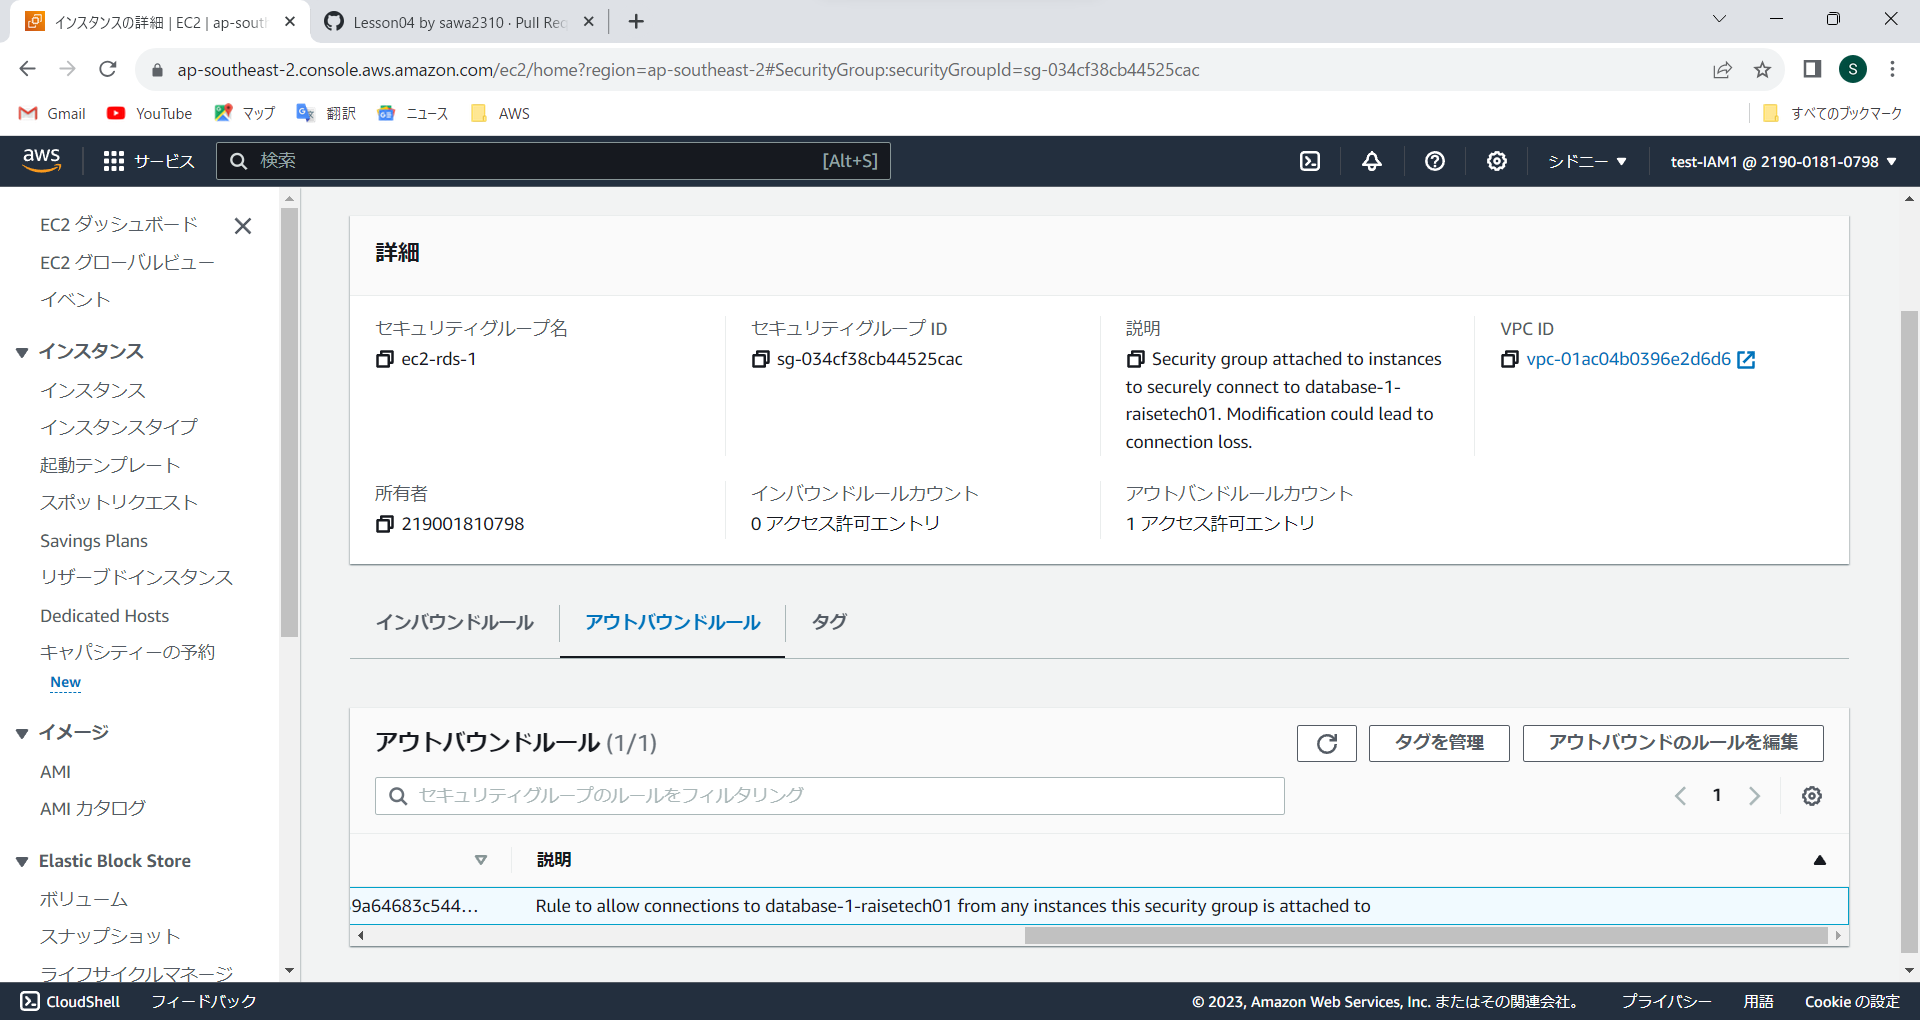 インスタンスの詳細 | EC2 | ap-sout
Lesson04 by sawa2310 · Pull Req
ap-southeast-2.console.aws.amazon.com/ec2/home?region=ap-southeast-2#SecurityGroup:securityGroupId=sg-034cf38cb44525cac
S
Gmail YouTube マップ 翻訳 ニュース AWS すべてのブックマーク
aws サービス 検索 [Alt+S] シドニー test-IAM1 @ 2190-0181-0798
EC2 ダッシュボード
EC2 グローバルビュー
イベント
インスタンス
インスタンス
インスタンスタイプ
起動テンプレート
スポットリクエスト
Savings Plans
リザーブドインスタンス
Dedicated Hosts
キャパシティーの予約
New
イメージ
AMI
AMI カタログ
Elastic Block Store
ボリューム
スナップショット
ライフサイクルマネージ
詳細
セキュリティグループ名
ec2-rds-1
セキュリティグループ ID
sg-034cf38cb44525cac
説明
Security group attached to instances
to securely connect to database-1-
raisetech01. Modification could lead to
connection loss.
VPC ID
vpc-01ac04b0396e2d6d6
所有者
219001810798
インバウンドルールカウント
0 アクセス許可エントリ
アウトバンドルールカウント
1 アクセス許可エントリ
インバウンドルール アウトバウンドルール タグ
アウトバウンドルール (1/1)
タグを管理 アウトバウンドのルールを編集
セキュリティグループのルールをフィルタリング
1
説明
9a64683c544... Rule to allow connections to database-1-raisetech01 from any instances this security group is attached to
CloudShell フィードバック © 2023, Amazon Web Services, Inc. またはその関連会社。 プライバシー 用語 Cookie の設定